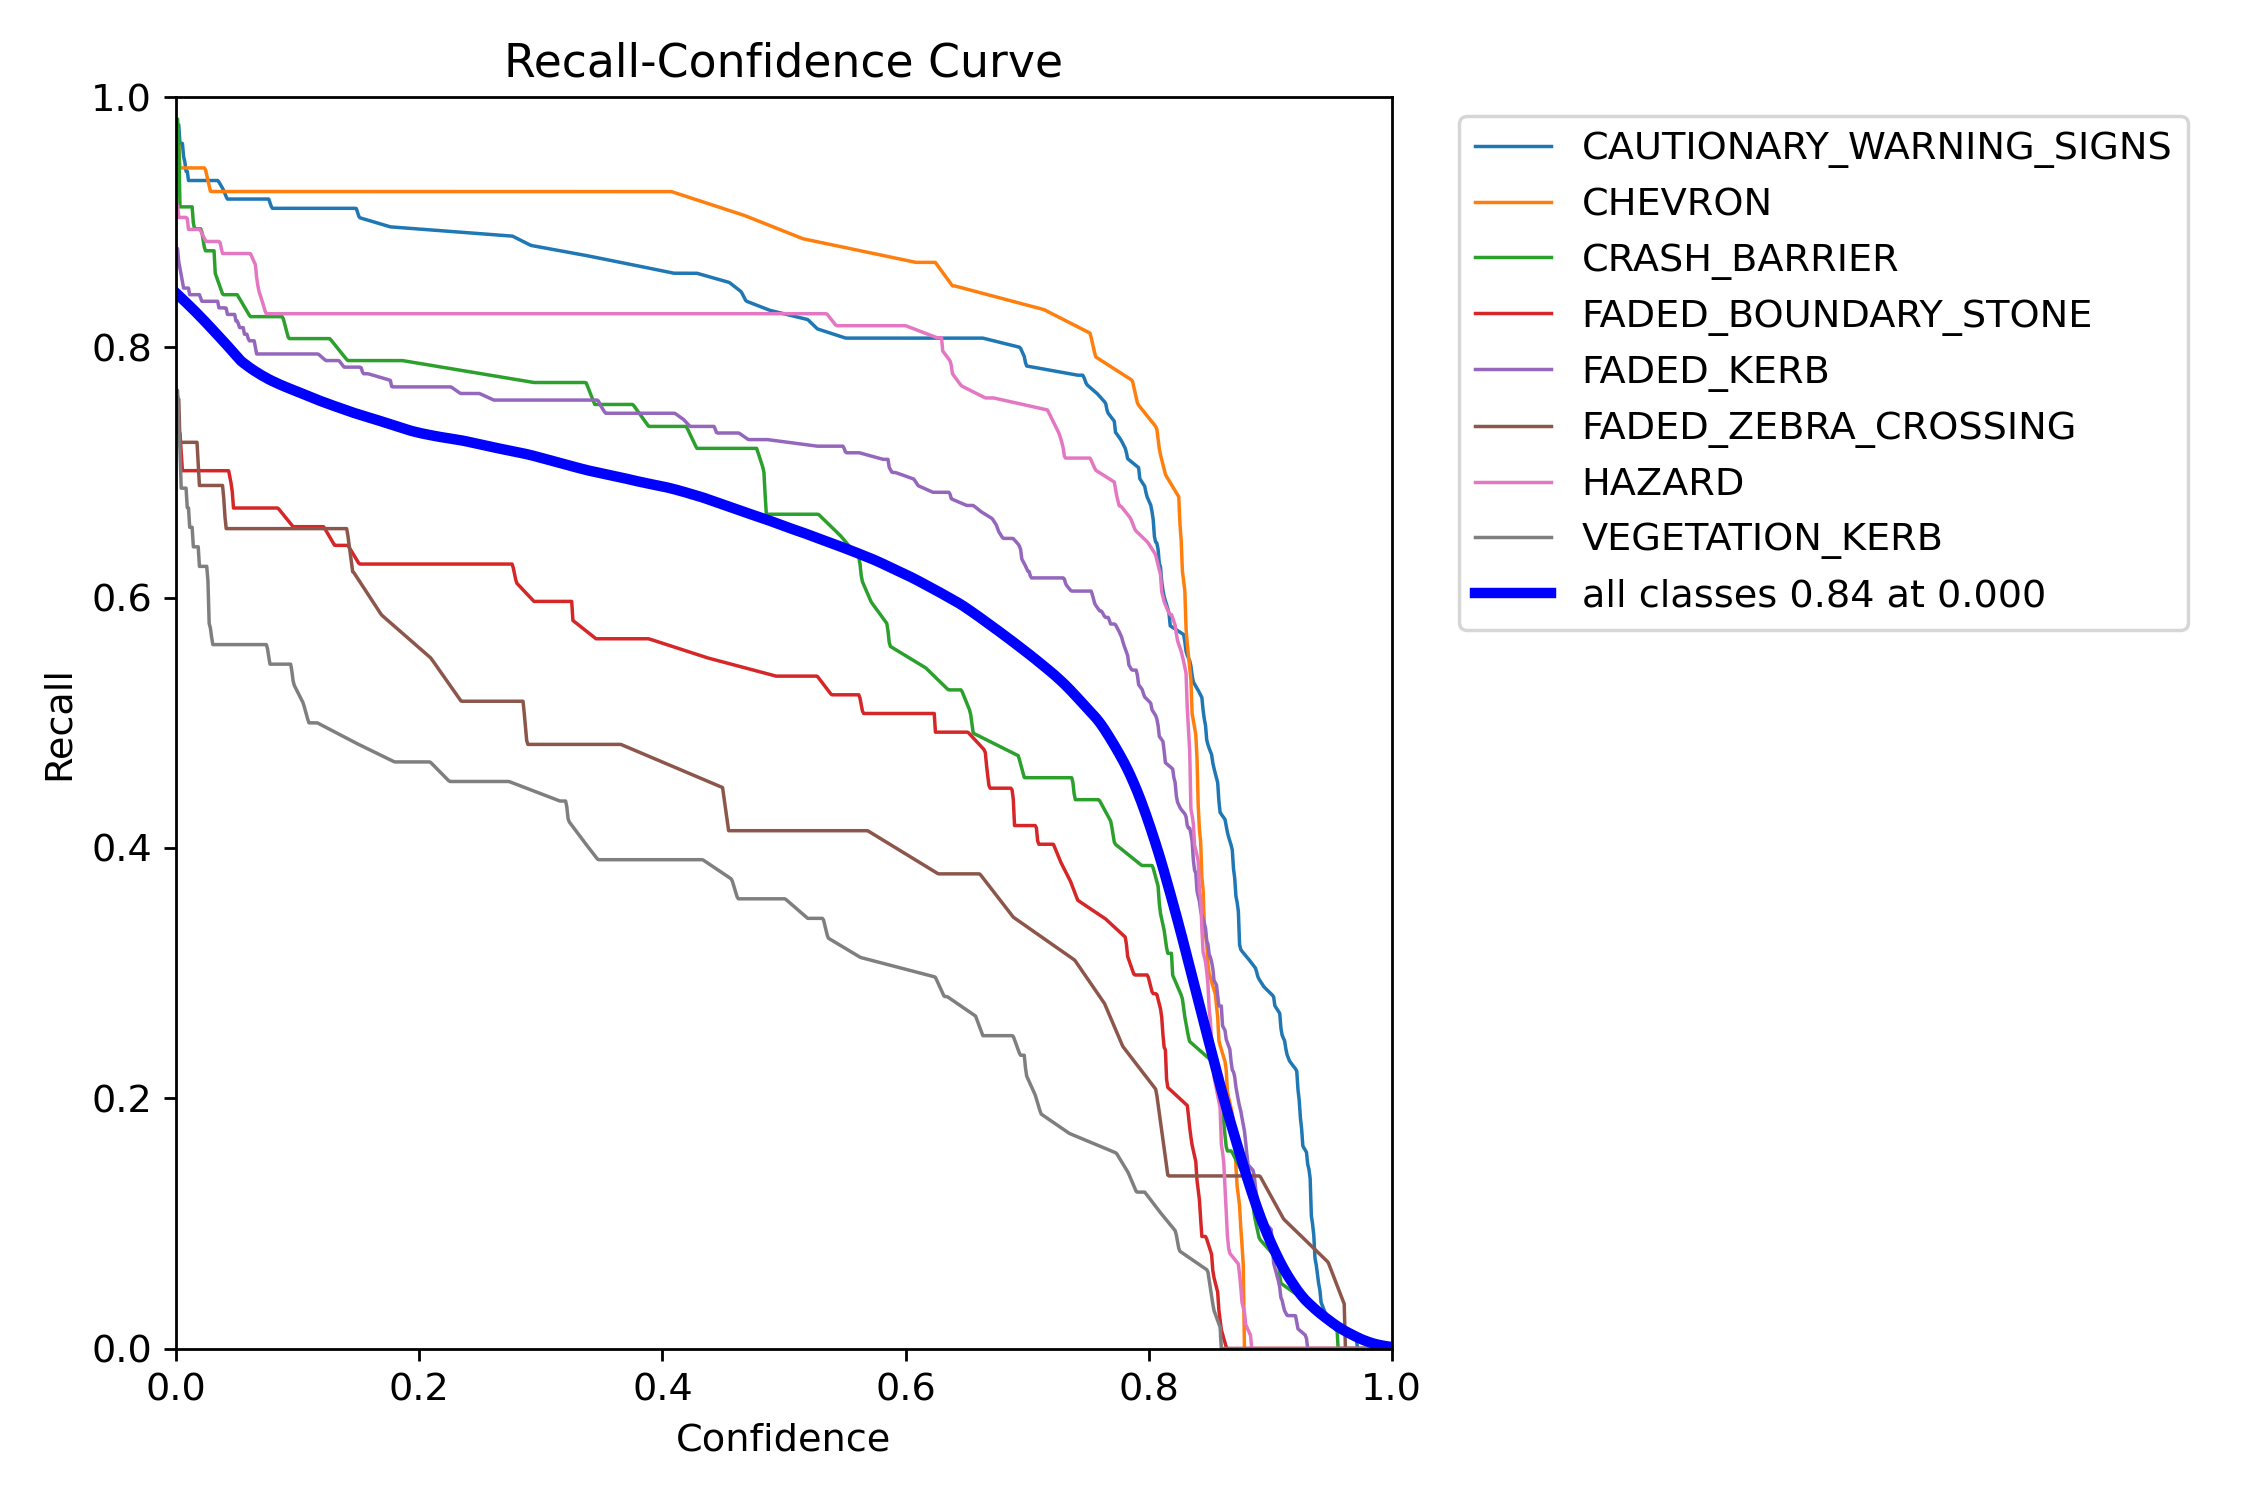 Recall-Confidence Curve
1.0
0.8
0.6
0.4
0.2
0.0
Recall
0.0 0.2 0.4 0.6 0.8 1.0
Confidence
CAUTIONARY_WARNING_SIGNS
CHEVRON
CRASH_BARRIER
FADED_BOUNDARY_STONE
FADED_KERB
FADED_ZEBRA_CROSSING
HAZARD
VEGETATION_KERB
all classes 0.84 at 0.000